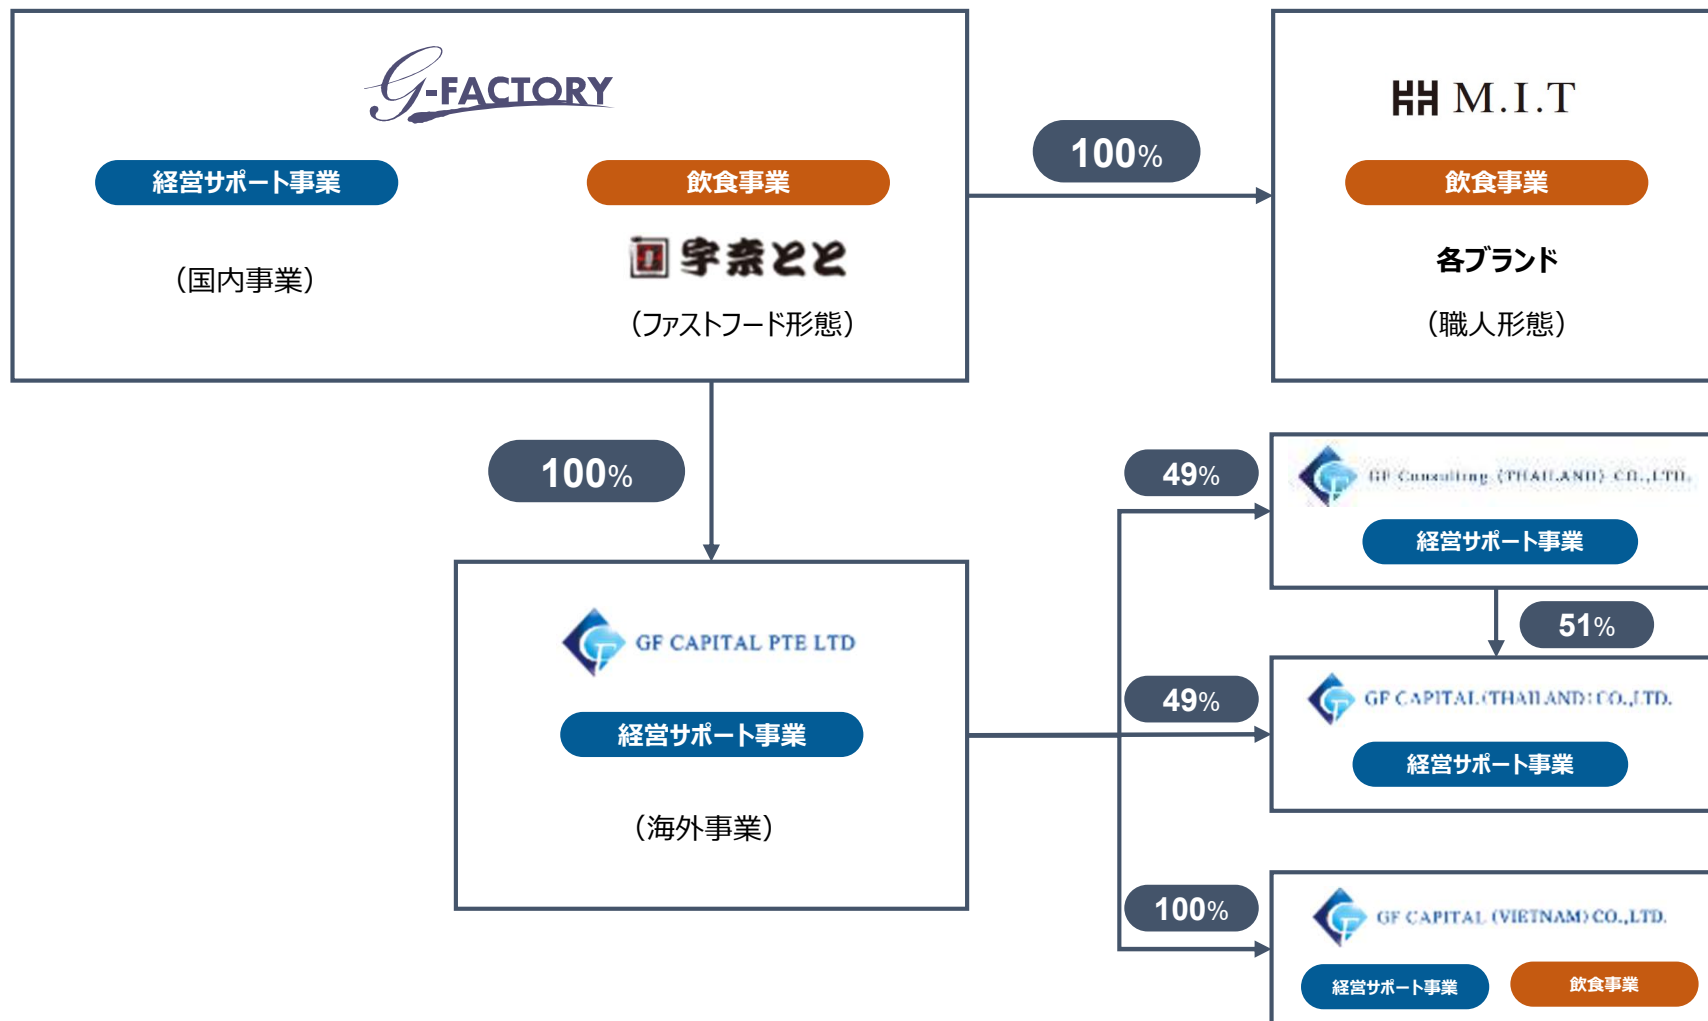 G-FACTORY
経営サポート事業
飲食事業
宇奈とと
（国内事業）
（ファストフード形態）
100%
M.I.T
飲食事業
各ブランド
（職人形態）
100%
GF CAPITAL PTE LTD
経営サポート事業
（海外事業）
49%
GF Consulting (THAILAND) CO.,LTD.
経営サポート事業
51%
49%
GF CAPITAL (THAILAND) CO.,LTD.
経営サポート事業
100%
GF CAPITAL (VIETNAM) CO.,LTD.
経営サポート事業
飲食事業